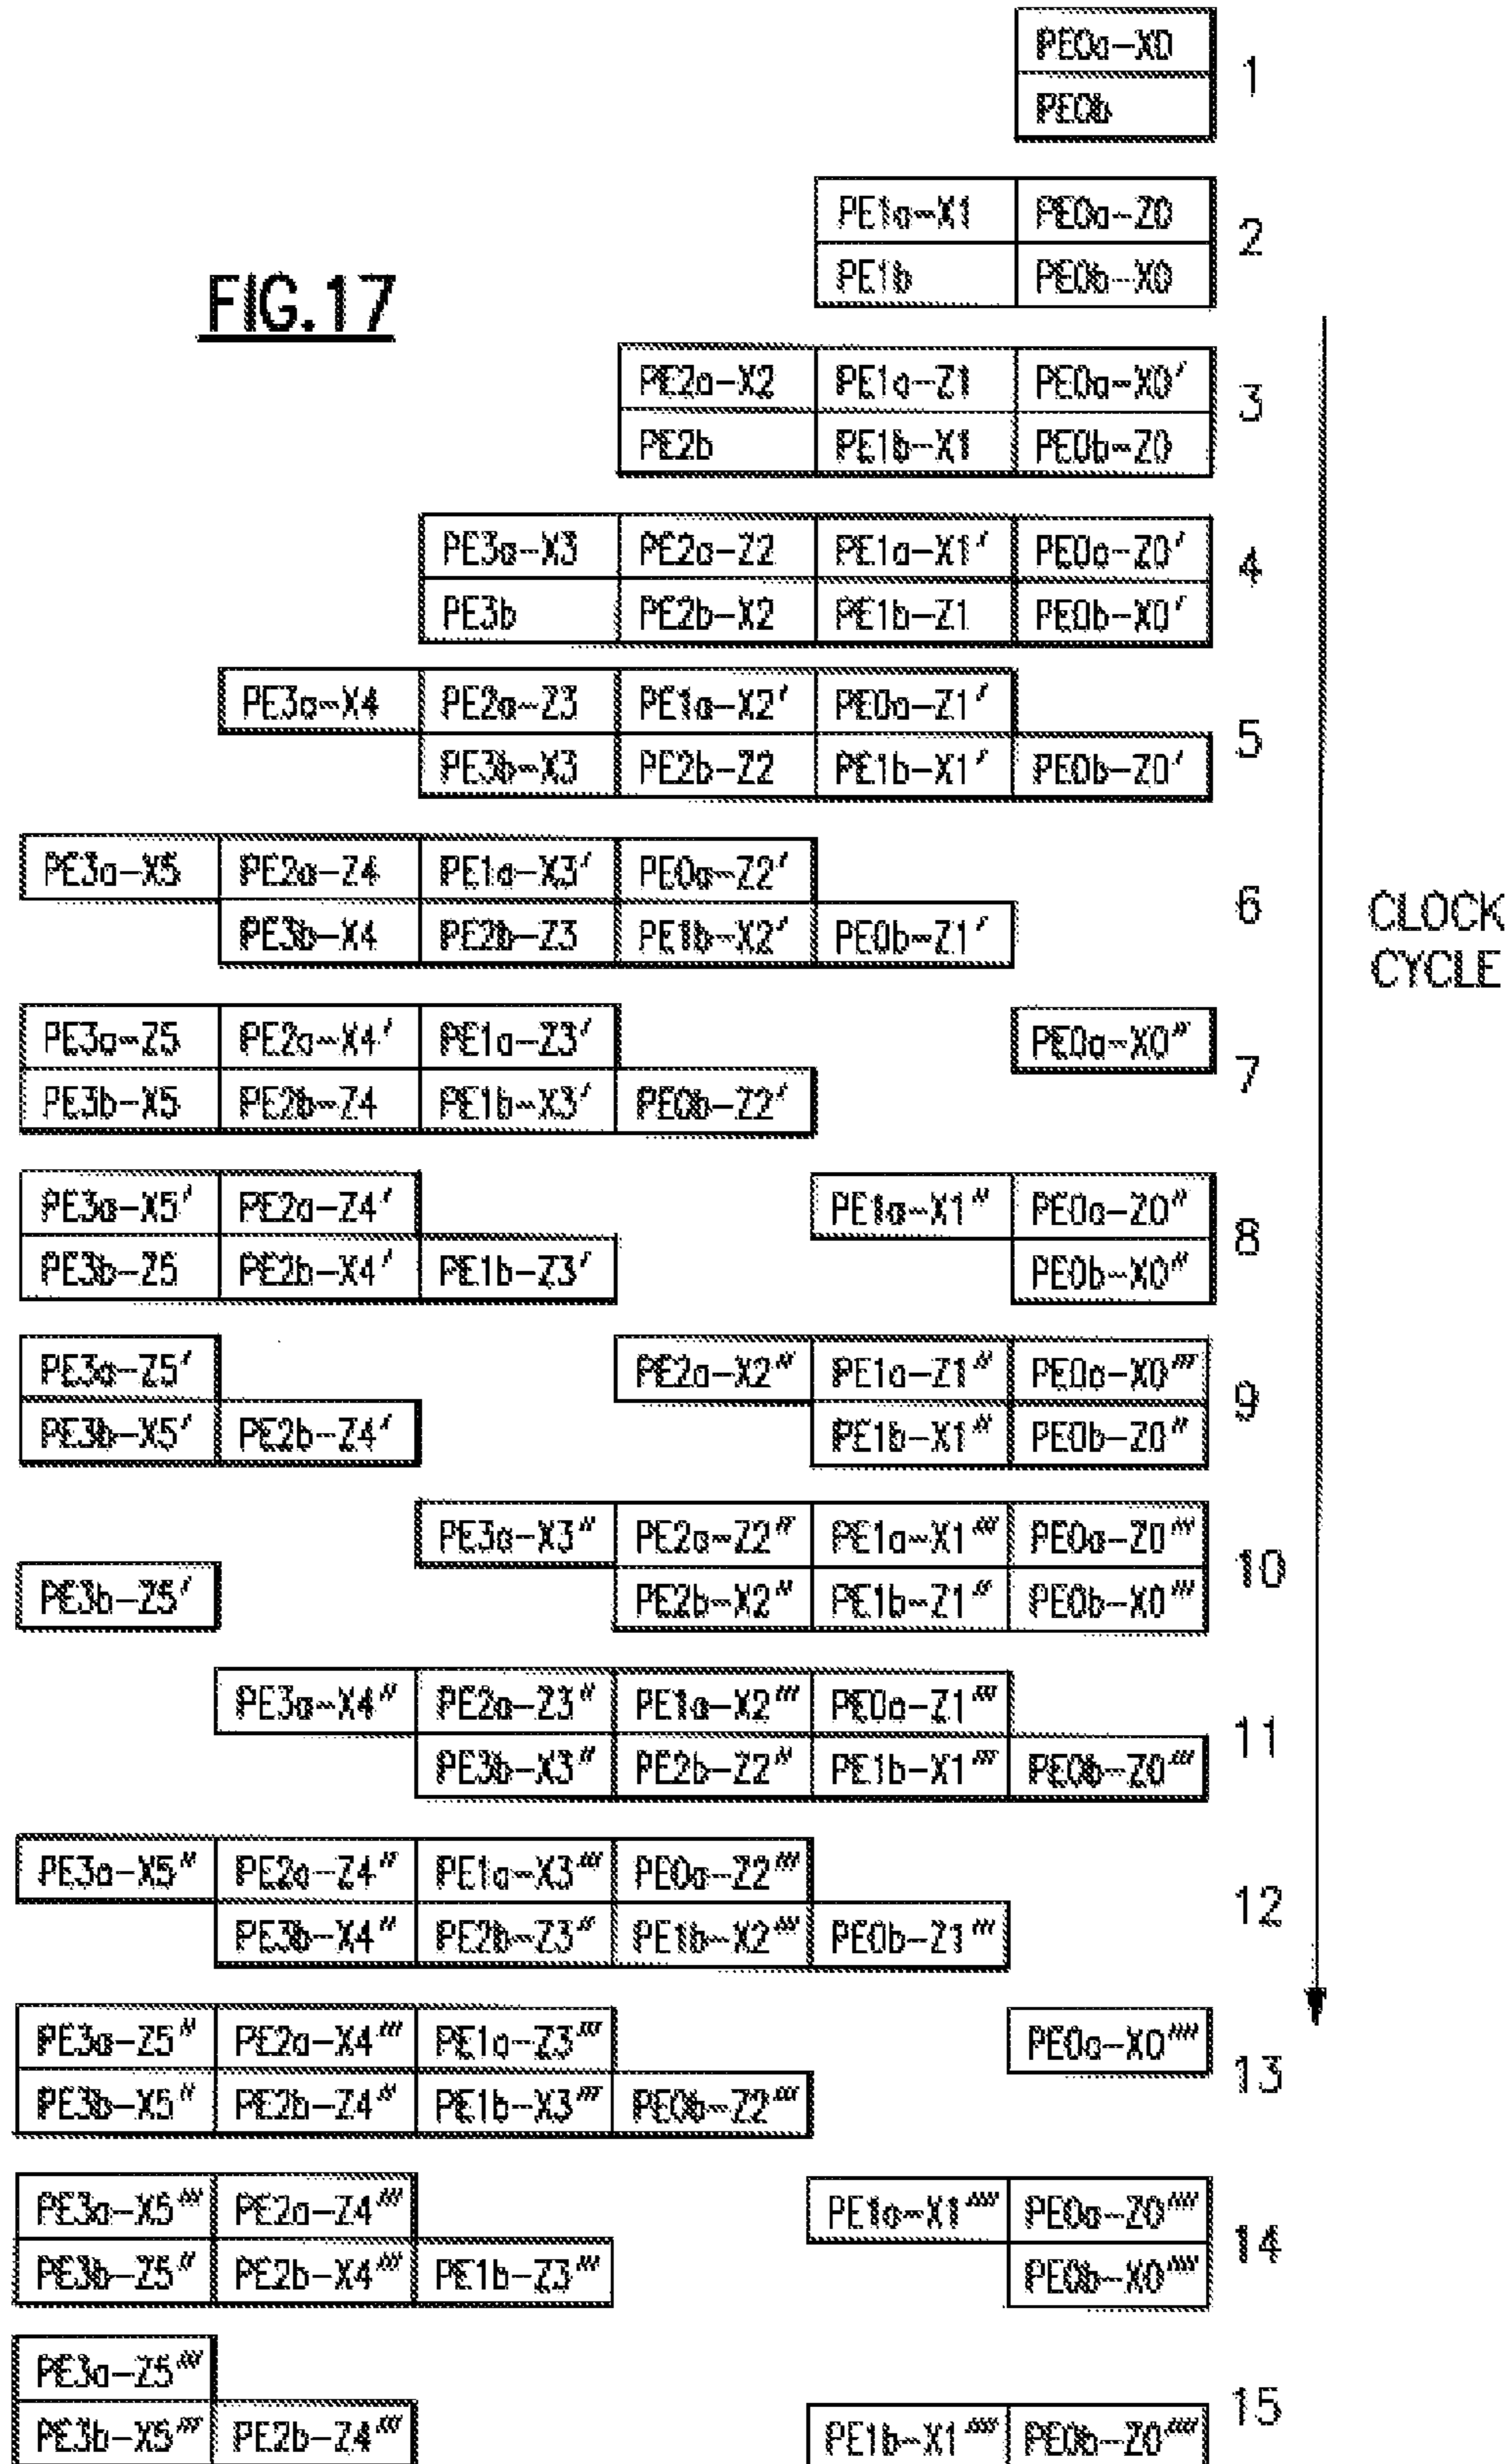 PE0a-X0
1
PE0b
PE1a-X1 PE0a-Z0
2
PE1b PE0b-X0
FIG.17
PE2a-X2 PE1a-Z1 PE0a-X0′
3
PE2b PE1b-X1 PE0b-Z0
PE3a-X3 PE2a-Z2 PE1a-X1′ PE0a-Z0′
4
PE3b PE2b-X2 PE1b-Z1 PE0b-X0′
PE3a-X4 PE2a-Z3 PE1a-X2′ PE0a-Z1′
5
PE3b-X3 PE2b-Z2 PE1b-X1′ PE0b-Z0′
PE3a-X5 PE2a-Z4 PE1a-X3′ PE0a-Z2′
6
PE3b-X4 PE2b-Z3 PE1b-X2′ PE0b-Z1′
CLOCK
CYCLE
PE3a-Z5 PE2a-X4′ PE1a-Z3′ PE0a-X0″
7
PE3b-X5 PE2b-Z4 PE1b-X3′ PE0b-Z2′
PE3a-X5′ PE2a-Z4′ PE1a-X1″ PE0a-Z0″
8
PE3b-Z5 PE2b-X4′ PE1b-Z3′ PE0b-X0″
PE3a-Z5′ PE2a-X2″ PE1a-Z1″ PE0a-X0‴
9
PE3b-X5′ PE2b-Z4′ PE1b-X1″ PE0b-Z0″
PE3a-X3″ PE2a-Z2″ PE1a-X1‴ PE0a-Z0‴
10
PE3b-Z5′ PE2b-X2″ PE1b-Z1″ PE0b-X0‴
PE3a-X4″ PE2a-Z3″ PE1a-X2‴ PE0a-Z1‴
11
PE3b-X3″ PE2b-Z2″ PE1b-X1‴ PE0b-Z0‴
PE3a-X5″ PE2a-Z4″ PE1a-X3‴ PE0a-Z2‴
12
PE3b-X4″ PE2b-Z3″ PE1b-X2‴ PE0b-Z1‴
PE3a-Z5″ PE2a-X4‴ PE1a-Z3‴ PE0a-X0⁗
13
PE3b-X5″ PE2b-Z4″ PE1b-X3‴ PE0b-Z2‴
PE3a-X5‴ PE2a-Z4‴ PE1a-X1⁗ PE0a-Z0⁗
14
PE3b-Z5″ PE2b-X4‴ PE1b-Z3‴ PE0b-X0⁗
PE3a-Z5‴
15
PE3b-X5‴ PE2b-Z4‴ PE1b-X1⁗ PE0b-Z0⁗